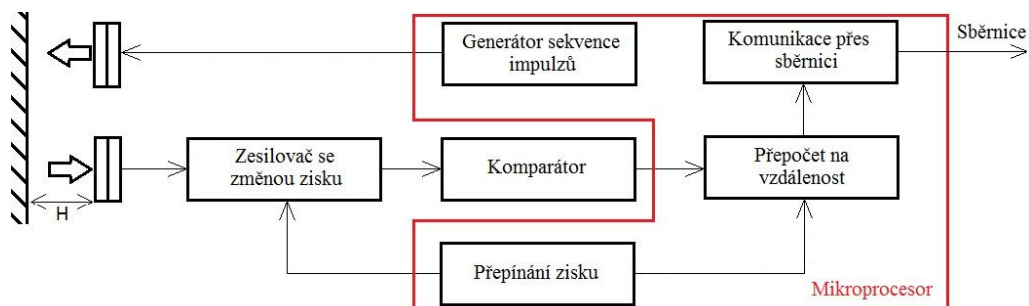 Generátor sekvence
impulzů
Komunikace přes
sběrnici
Sběrnice
Zesilovač se
změnou zisku
Komparátor
Přepočet na
vzdálenost
H
Přepínání zisku
Mikroprocesor